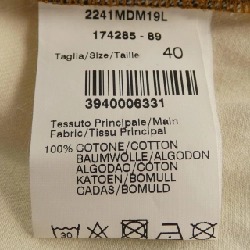 2241MDM19L
174285 - 89
Taglia/Size/Taille 40
3940006331
Tessuto Principale/Main
Fabric/Tissu Principal
100% COTONE/COTTON
BAUMWOLLE/ALGODON
ALGODAO/COTON
KATOEN/BOMULL
CADAS/BOMULD
30